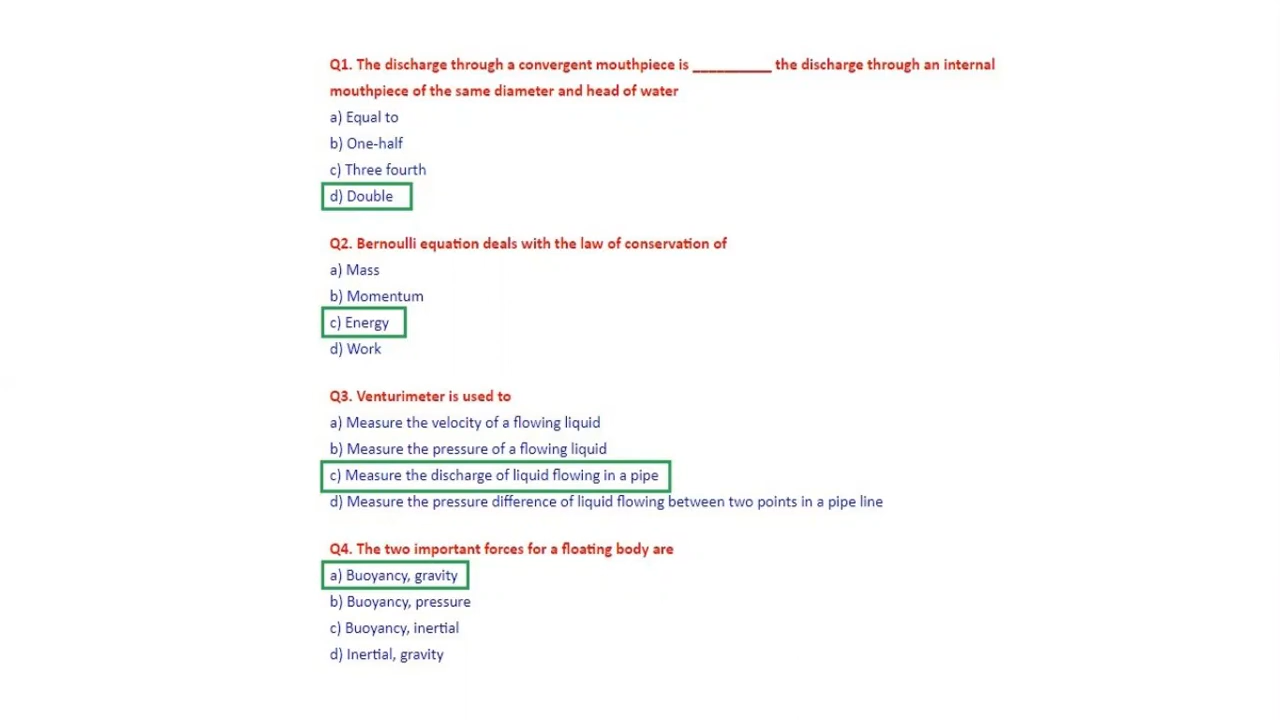 Q1. The discharge through a convergent mouthpiece is __________ the discharge through an internal
mouthpiece of the same diameter and head of water
a) Equal to
b) One-half
c) Three fourth
d) Double
Q2. Bernoulli equation deals with the law of conservation of
a) Mass
b) Momentum
c) Energy
d) Work
Q3. Venturimeter is used to
a) Measure the velocity of a flowing liquid
b) Measure the pressure of a flowing liquid
c) Measure the discharge of liquid flowing in a pipe
d) Measure the pressure difference of liquid flowing between two points in a pipe line
Q4. The two important forces for a floating body are
a) Buoyancy, gravity
b) Buoyancy, pressure
c) Buoyancy, inertial
d) Inertial, gravity